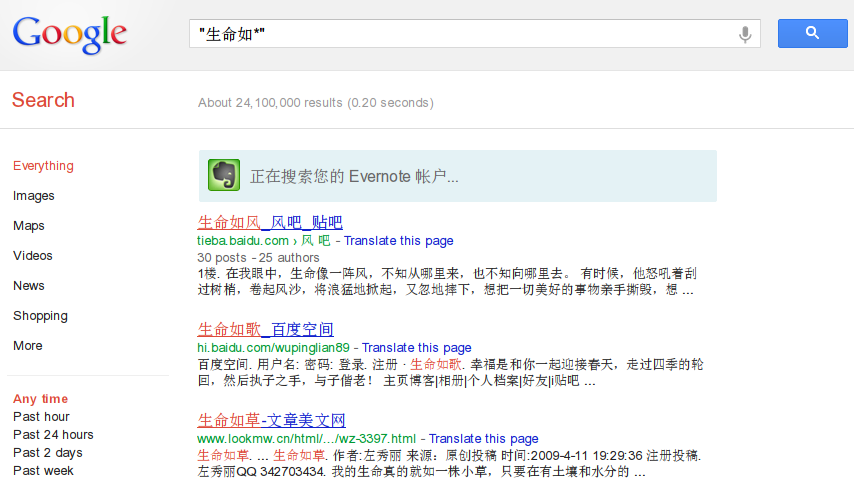 Google
"生命如*"
Search
About 24,100,000 results (0.20 seconds)
Everything
Images
Maps
Videos
News
Shopping
More
Any time
Past hour
Past 24 hours
Past 2 days
Past week
正在搜索您的 Evernote 帐户...
生命如风_风吧_贴吧
tieba.baidu.com › 风 吧 - Translate this page
30 posts - 25 authors
1楼. 在我眼中，生命像一阵风，不知从哪里来，也不知向哪里去。 有时候，他怒吼着刮
过树梢，卷起风沙，将浪猛地掀起，又忽地摔下，想把一切美好的事物亲手撕毁，想 ...
生命如歌_百度空间
hi.baidu.com/wupinglian89 - Translate this page
百度空间. 用户名: 密码: 登录. 注册 · 生命如歌. 幸福是和你一起迎接春天，走过四季的轮
回，然后执子之手，与子偕老！ 主页博客|相册|个人档案|好友|i贴吧 ...
生命如草-文章美文网
www.lookmw.cn/html/.../wz-3397.html - Translate this page
生命如草. ... 生命如草. 作者:左秀丽 来源：原创投稿 时间:2009-4-11 19:29:36 注册投稿.
左秀丽QQ 342703434. 我的生命真的就如一株小草，只要在有土壤和水分的 ...